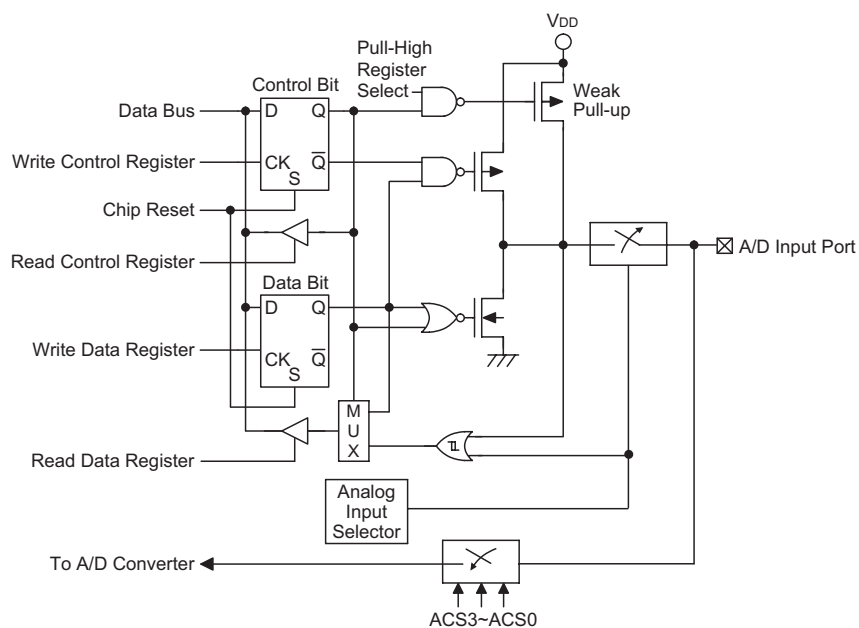 VDD
Pull-High
Register
Select
Weak
Pull-up
Control Bit
Data Bus
D
Q
Write Control Register
CK
Q
S
Chip Reset
Read Control Register
Data Bit
D
Q
Write Data Register
CK
Q
S
M
U
X
Read Data Register
A/D Input Port
Analog
Input
Selector
To A/D Converter
ACS3~ACS0